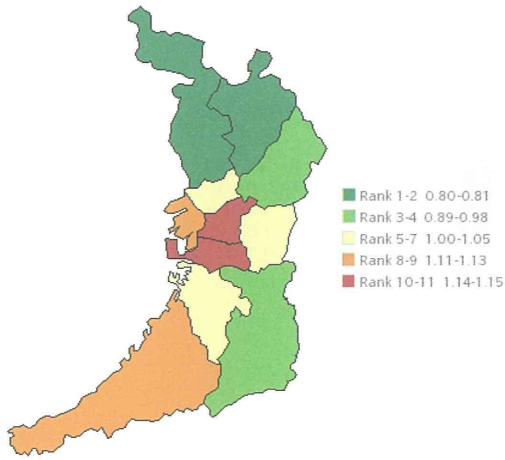 Rank 1-2 0.80-0.81
Rank 3-4 0.89-0.98
Rank 5-7 1.00-1.05
Rank 8-9 1.11-1.13
Rank 10-11 1.14-1.15